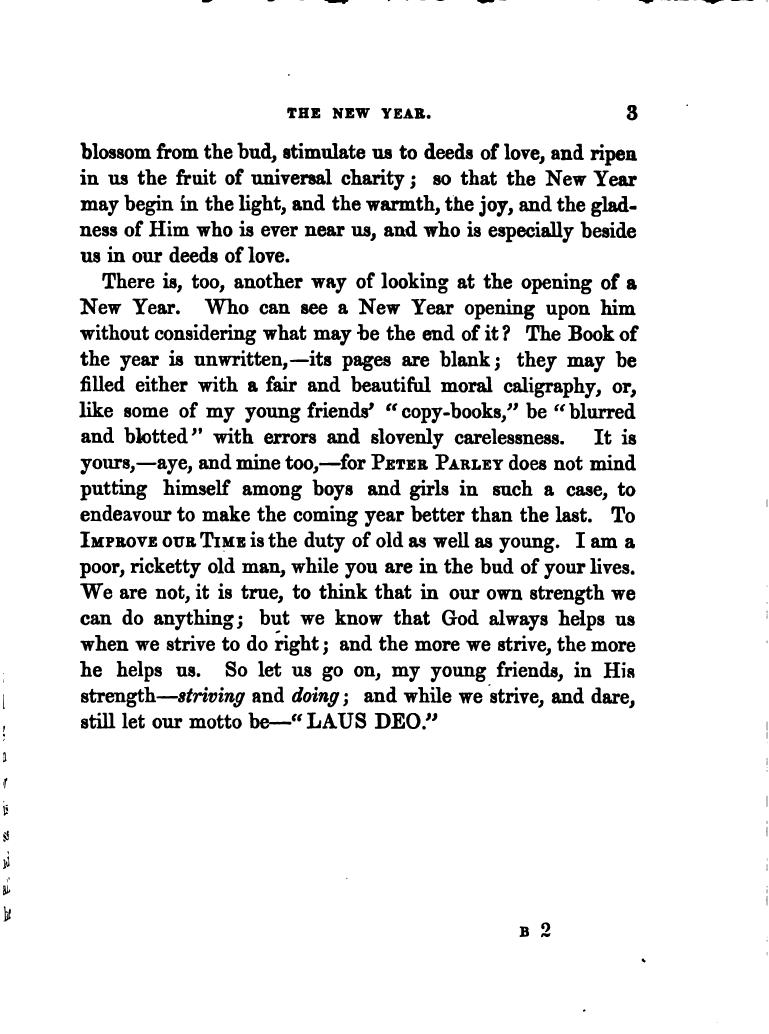 THE NEW YEAR. 3
blossom from the bud, stimulate us to deeds of love, and ripen
in us the fruit of universal charity; so that the New Year
may begin in the light, and the warmth, the joy, and the glad-
ness of Him who is ever near us, and who is especially beside
us in our deeds of love.
There is, too, another way of looking at the opening of a
New Year. Who can see a New Year opening upon him
without considering what may be the end of it? The Book of
the year is unwritten,—its pages are blank; they may be
filled either with a fair and beautiful moral caligraphy, or,
like some of my young friends' "copy-books," be "blurred
and blotted" with errors and slovenly carelessness. It is
yours,—aye, and mine too,—for PETER PARLEY does not mind
putting himself among boys and girls in such a case, to
endeavour to make the coming year better than the last. To
IMPROVE OUR TIME is the duty of old as well as young. I am a
poor, ricketty old man, while you are in the bud of your lives.
We are not, it is true, to think that in our own strength we
can do anything; but we know that God always helps us
when we strive to do right; and the more we strive, the more
he helps us. So let us go on, my young friends, in His
strength—striving and doing; and while we strive, and dare,
still let our motto be—"LAUS DEO."
B 2